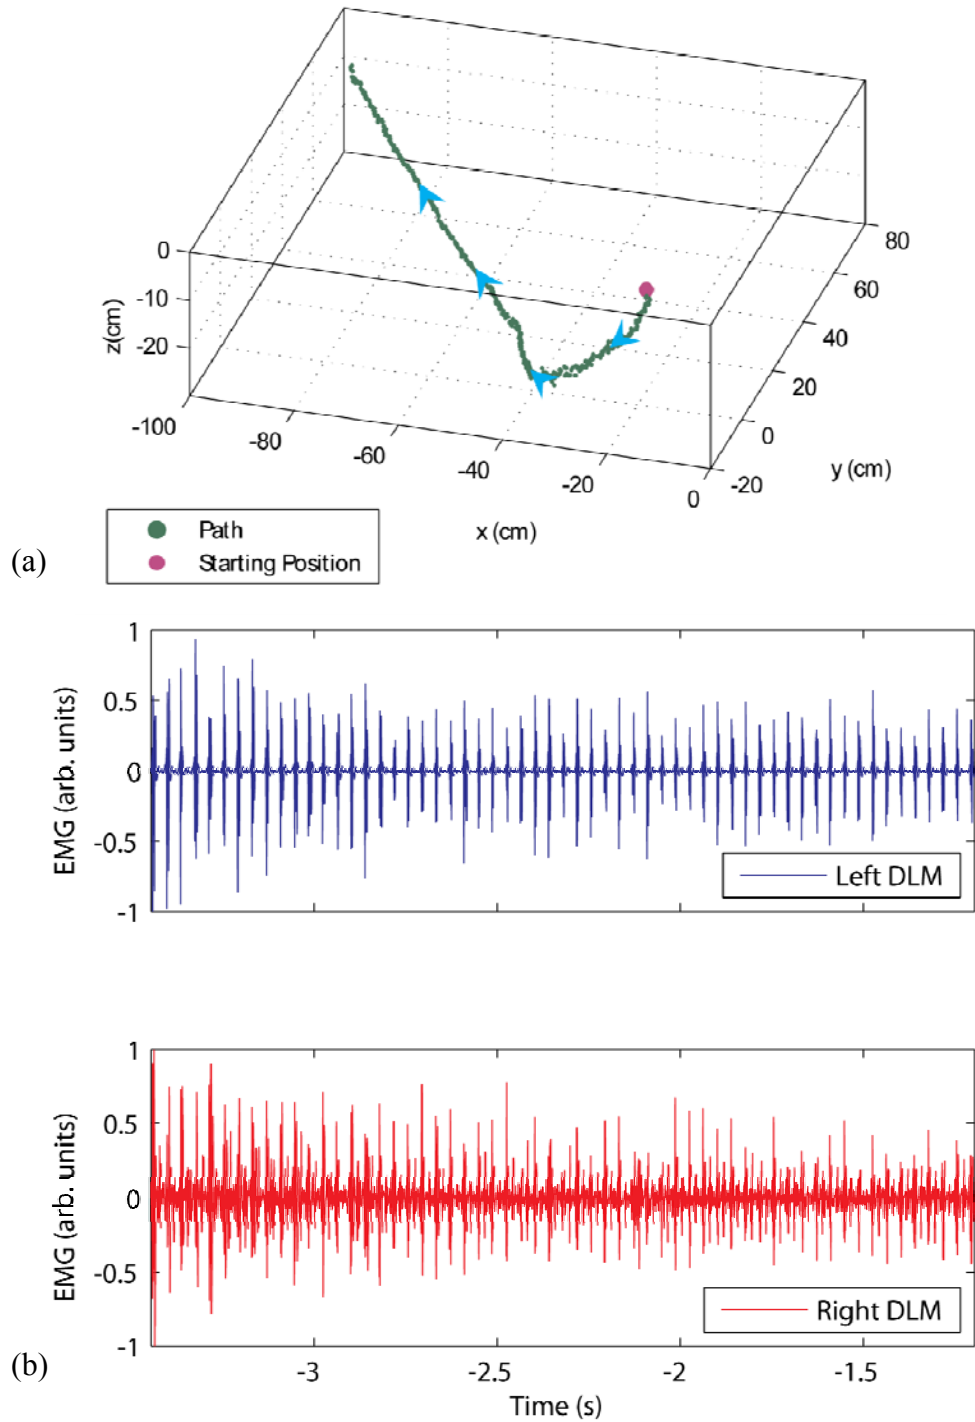 0
-10
-20
z(cm)
-100
-80
-60
-40
-20
0
x (cm)
-20
0
20
40
60
80
y (cm)
Path
Starting Position
(a)
1
0.5
0
-0.5
-1
EMG (arb. units)
Left DLM
1
0.5
0
-0.5
-1
EMG (arb. units)
Right DLM
-3
-2.5
-2
-1.5
Time (s)
(b)